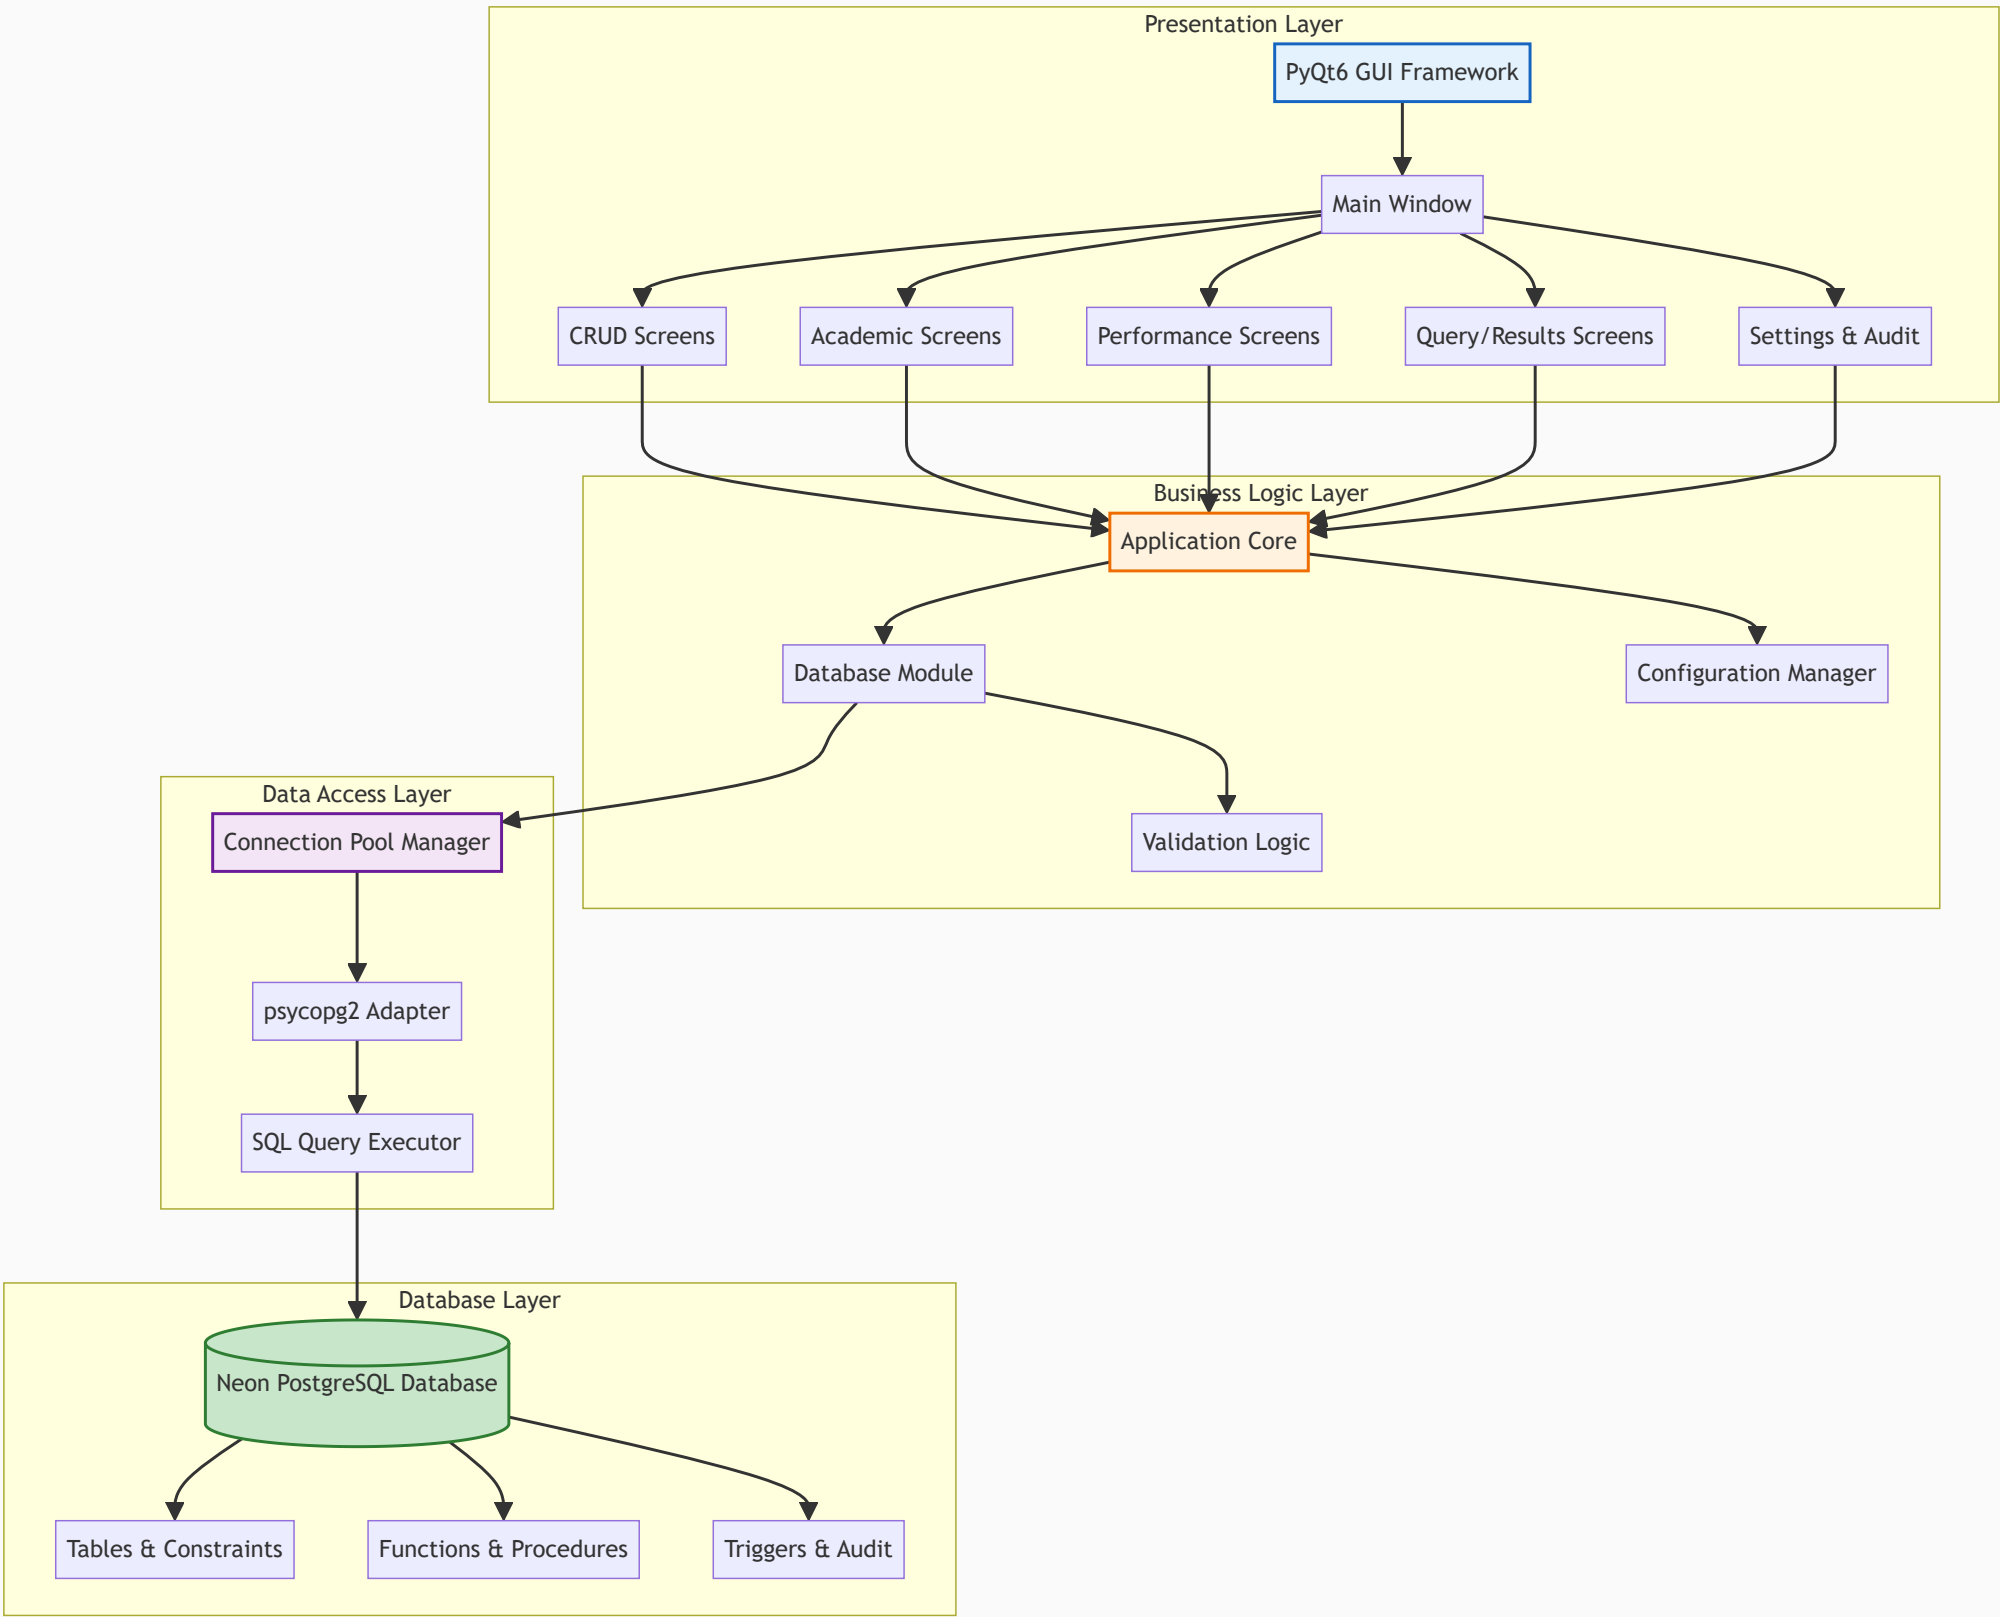 Presentation Layer
PyQt6 GUI Framework
Main Window
CRUD Screens
Academic Screens
Performance Screens
Query/Results Screens
Settings & Audit
Business Logic Layer
Application Core
Database Module
Configuration Manager
Data Access Layer
Connection Pool Manager
Validation Logic
psycopg2 Adapter
SQL Query Executor
Database Layer
Neon PostgreSQL Database
Tables & Constraints
Functions & Procedures
Triggers & Audit